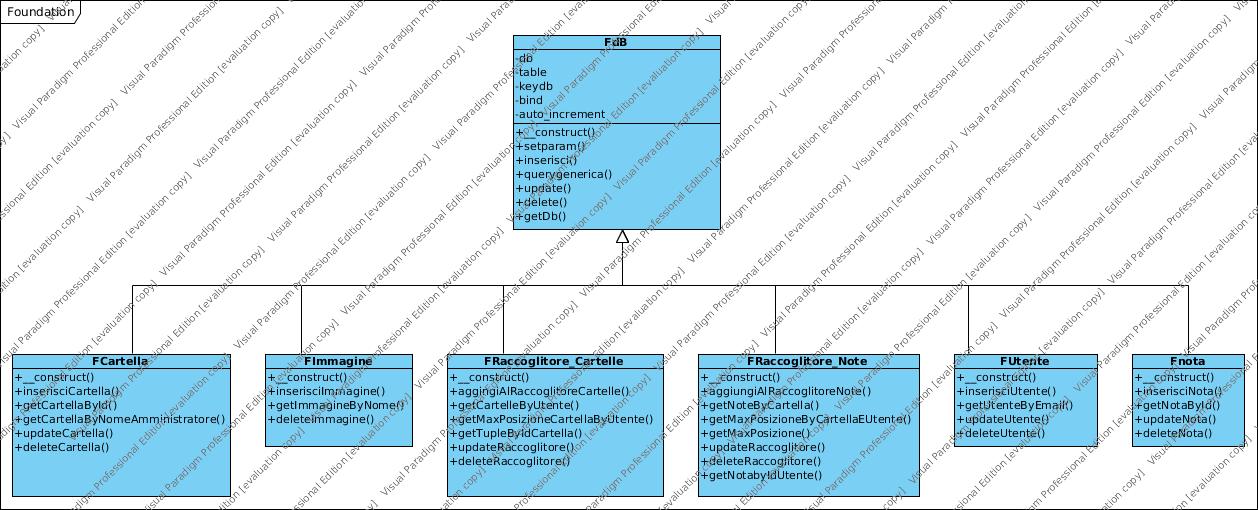 Foundation
FdB
-db
-table
-keydb
-bind
-auto_increment
+__construct()
+setparam()
+inserisci()
+querygenerica()
+update()
+delete()
+getDb()
FCartella
+__construct()
+inserisciCartella()
+getCartellaById()
+getCartellaByNomeAmministratore()
+updateCartella()
+deleteCartella()
FImmagine
+__construct()
+inserisciImmagine()
+getImmagineByNome()
+deleteImmagine()
FRaccoglitore_Cartelle
+__construct()
+aggingiAlRaccoglitoreCartelle()
+getCartelleByUtente()
+getMaxPosizioneCartellaByUtente()
+getTupleByIdCartella()
+updateRaccoglitore()
+deleteRaccoglitore()
FRaccoglitore_Note
+__construct()
+aggiungiAlRaccoglitoreNote()
+getNoteByCartella()
+getMaxPosizioneByCartellaEUtente()
+getMaxPosizione()
+updateRaccoglitore()
+deleteRaccoglitore()
+getNotabyIdUtente()
FUtente
+__construct()
+inserisciUtente()
+getUtenteByEmail()
+updateUtente()
+deleteUtente()
Fnota
+__construct()
+inserisciNota()
+getNotaById()
+updateNota()
+deleteNota()
Visual Paradigm Professional Edition [evaluation copy]